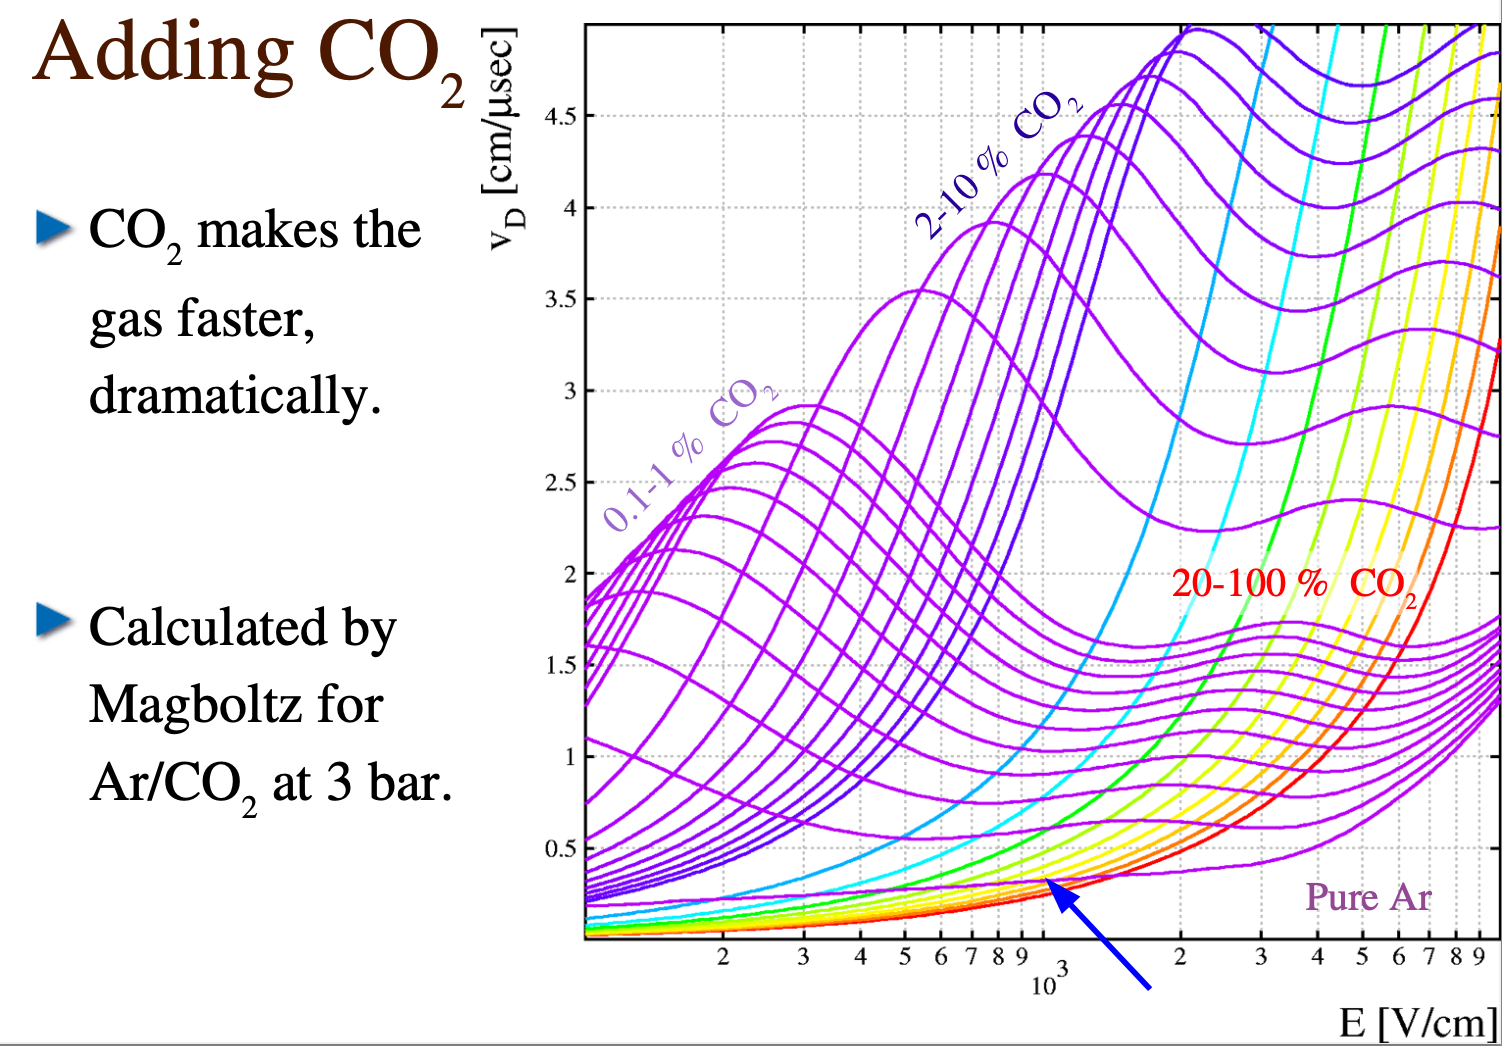 Adding CO2
CO2 makes the
gas faster,
dramatically.
Calculated by
Magboltz for
Ar/CO2 at 3 bar.
vD [cm/μsec]
4.5
4
3.5
3
2.5
2
1.5
1
0.5
2-10 % CO2
0.1-1 % CO2
20-100 % CO2
Pure Ar
2 3 4 5 6 7 8 9 10^3 2 3 4 5 6 7 8 9
E [V/cm]